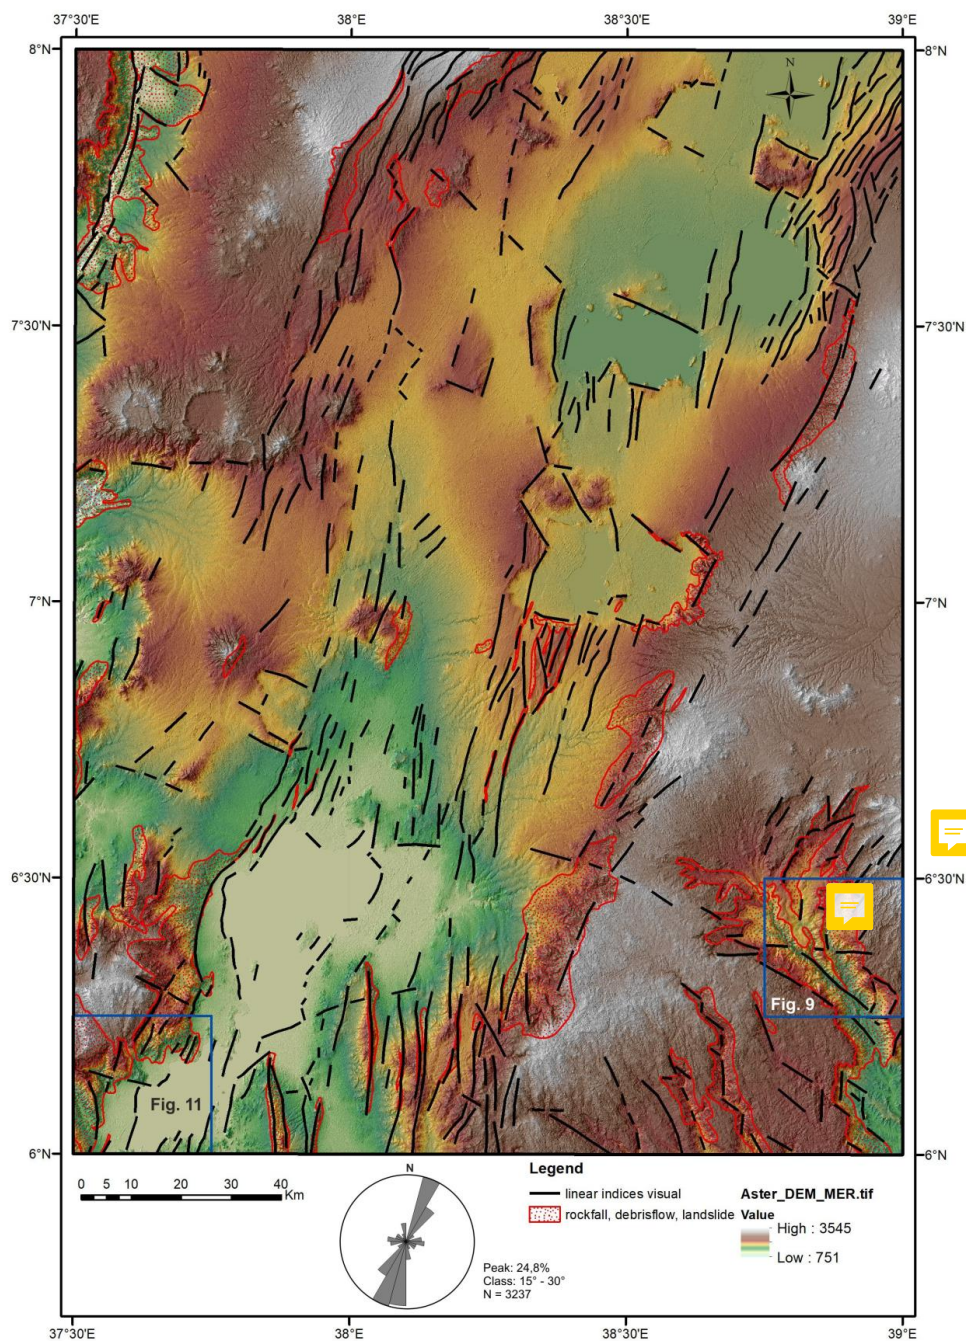 37°30'E 38°E 38°30'E 39°E
8°N 8°N
N
7°30'N 7°30'N
7°N 7°N
6°30'N 6°30'N
Fig. 9
Fig. 11
6°N 6°N
0 5 10 20 30 40
Km
N
Peak: 24,8%
Class: 15° - 30°
N = 3237
Legend
linear indices visual
rockfall, debrisflow, landslide
Aster_DEM_MER.tif
Value
High : 3545
Low : 751
37°30'E 38°E 38°30'E 39°E